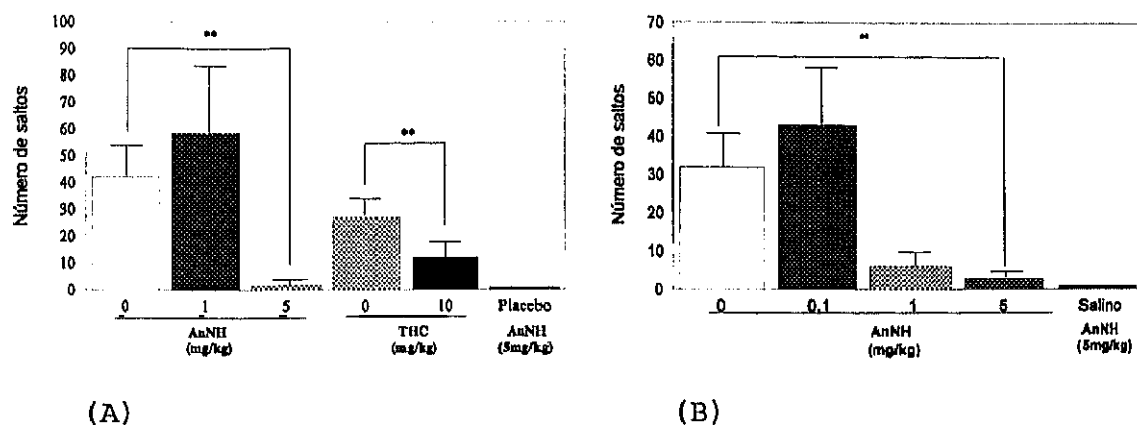 100
90
80
70
60
50
40
30
20
10
0
Número de saltos
**
**
0 1 5 0 10 Placebo
AnNH THC AnNH
(mg/kg) (mg/kg) (5mg/kg)
(A)
70
60
50
40
30
20
10
0
Número de saltos
**
0 0,1 1 5 Salino
AnNH AnNH
(mg/kg) (5mg/kg)
(B)